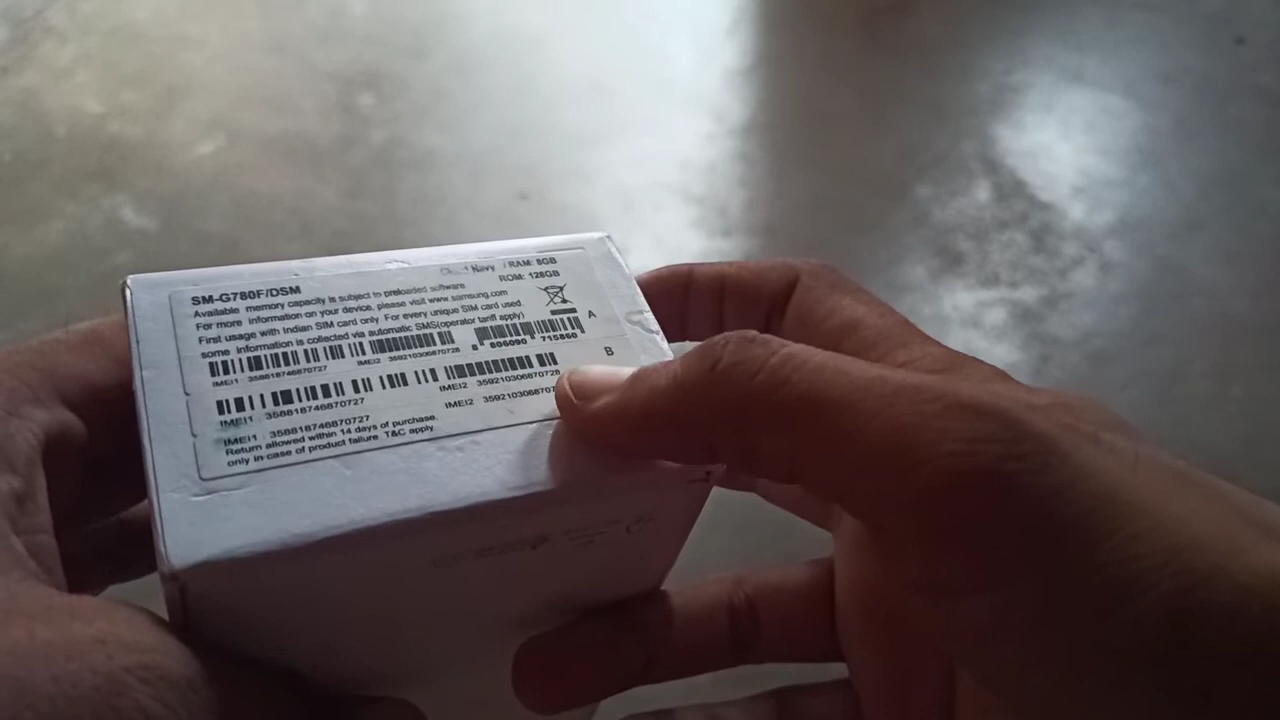 SM-G780F/DSM
Navy / RAM: 8GB
ROM: 128GB
Available memory capacity is subject to preloaded software
For more information on your device, please visit www.samsung.com
First usage with Indian SIM card only. For every unique SIM card used
some information is collected via automatic SMS(operator tariff apply)
A
IMEI1 358818746870727
IMEI2 359210306870728
8 806090 715860
B
IMEI1 358818746870727
IMEI2 359210306870728
IMEI1 : 358818746870727
IMEI2 35921030687072
Return allowed within 14 days of purchase.
only in-case of product failure T&C apply